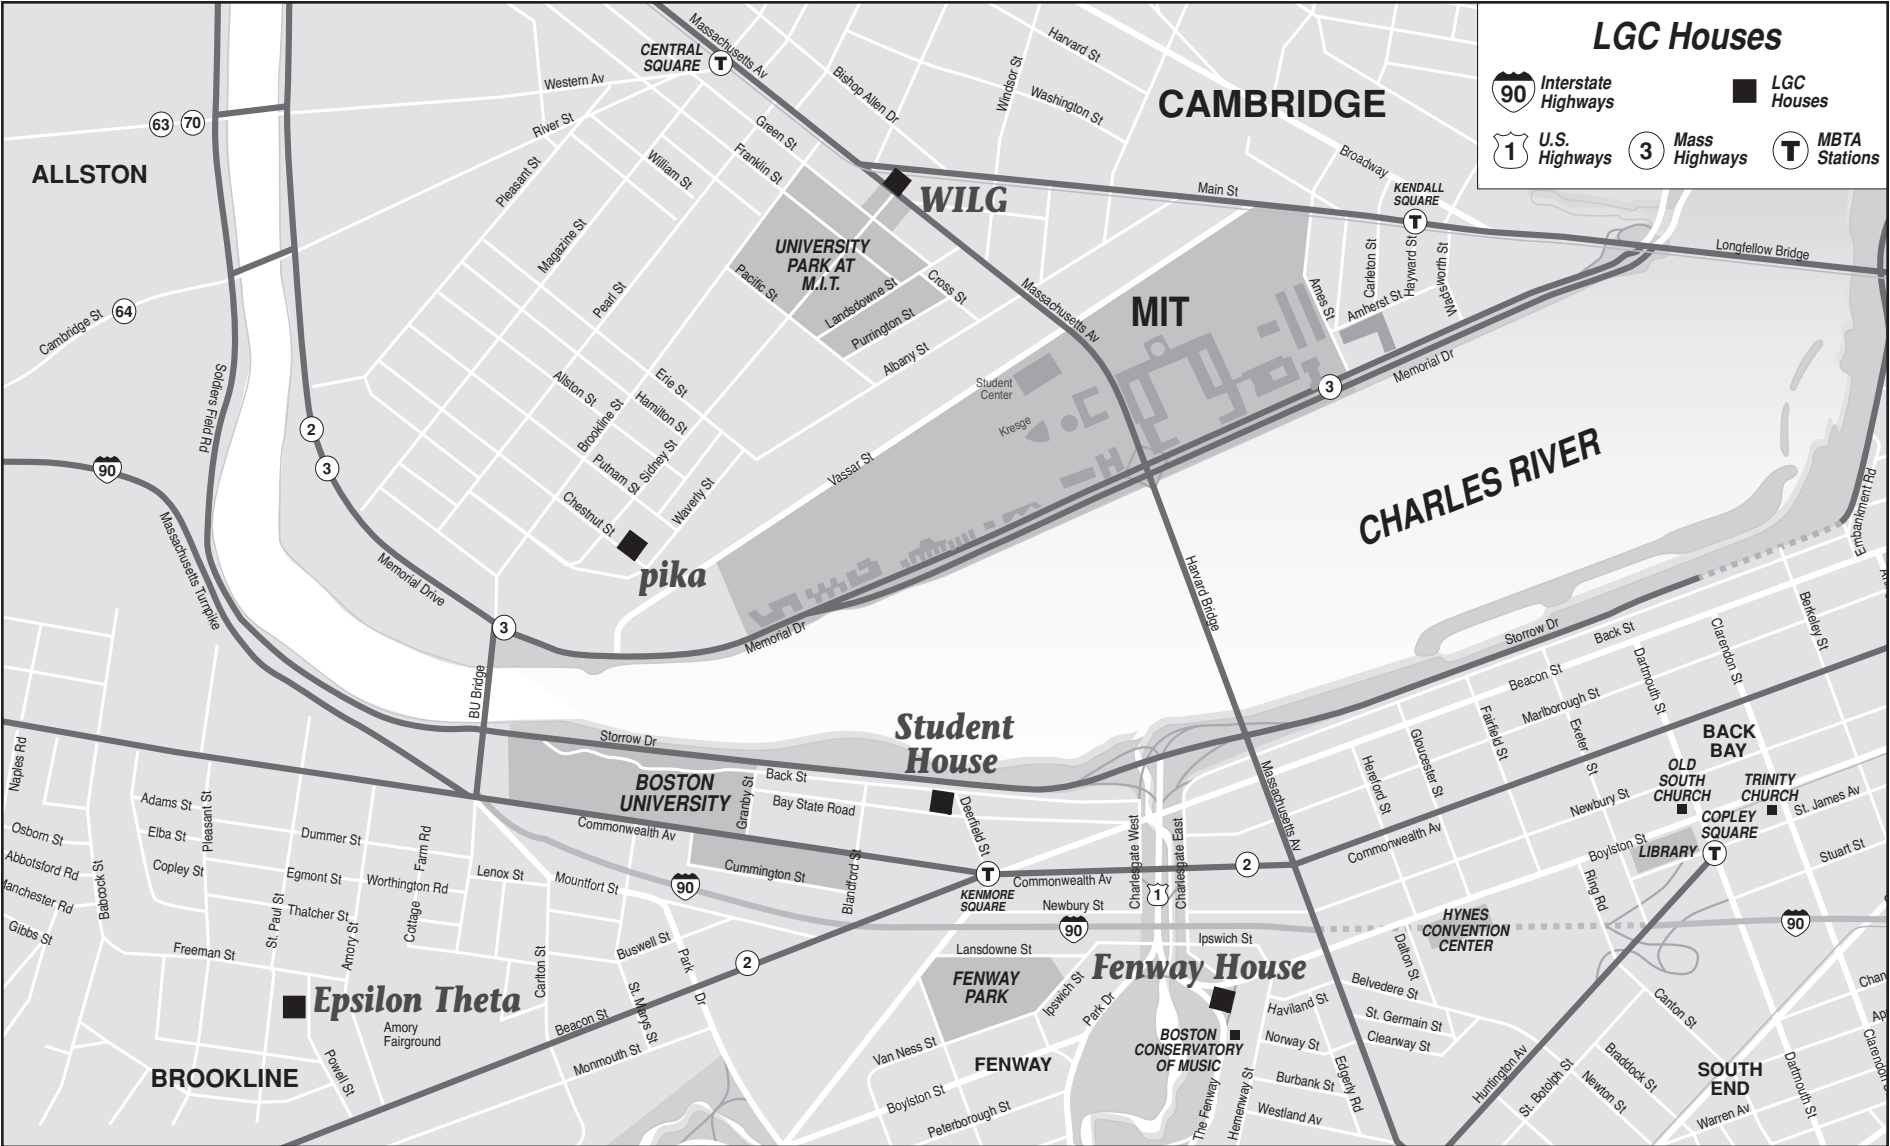 LGC Houses
90
Interstate
Highways
LGC
Houses
1
U.S.
Highways
3
Mass
Highways
T
MBTA
Stations
CENTRAL
SQUARE
T
Massachusetts Av
Western Av
River St
Bishop Allen Dr
Windsor St
Harvard St
Washington St
CAMBRIDGE
Broadway
KENDALL
SQUARE
T
Main St
Longfellow Bridge
63
70
ALLSTON
64
Cambridge St
Soldiers Field Rd
Pleasant St
William St
Green St
Franklin St
Magazine St
Pearl St
WILG
UNIVERSITY
PARK AT
M.I.T.
Pacific St
Landsdowne St
Purrington St
Cross St
Albany St
Massachusetts Av
MIT
Ames St
Carleton St
Hayward St
Wadsworth St
Amherst St
Memorial Dr
3
Student
Center
Kresge
Vassar St
Allston St
Erie St
Brookline St
Hamilton St
Putnam St
Sidney St
Waverly St
Chestnut St
pika
2
3
90
Massachusetts Turnpike
Memorial Drive
3
Memorial Dr
BU Bridge
Harvard Bridge
CHARLES RIVER
Embankment Rd
Storrow Dr
Back St
Beacon St
Marlborough St
Dartmouth St
Clarendon St
Berkeley St
Fairfield St
Exeter St
Gloucester St
Hereford St
BACK
BAY
OLD
SOUTH
CHURCH
TRINITY
CHURCH
St. James Av
COPLEY
SQUARE
T
LIBRARY
Stuart St
Newbury St
Boylston St
Commonwealth Av
Ring Rd
Massachusetts Av
Student
House
Storrow Dr
Back St
BOSTON
UNIVERSITY
Granby St
Bay State Road
Deerfield St
Commonwealth Av
Cummington St
Blandford St
T
KENMORE
SQUARE
Commonwealth Av
Newbury St
Charlesgate West
Charlesgate East
1
2
90
90
90
HYNES
CONVENTION
CENTER
Dalton St
Belvedere St
St. Germain St
Clearway St
Ipswich St
Lansdowne St
FENWAY
PARK
Ipswich St
Park Dr
Fenway House
Haviland St
BOSTON
CONSERVATORY
OF MUSIC
Norway St
Burbank St
Westland Av
Edgerly Rd
Hemenway St
The Fenway
FENWAY
Van Ness St
Boylston St
Peterborough St
Huntington Av
St. Botolph St
Newton St
Braddock St
Canton St
SOUTH
END
Warren Av
Dartmouth St
Clarendon
Chan
Ap
Naples Rd
Adams St
Elba St
Copley St
Pleasant St
Osborn St
Abbotsford Rd
Manchester Rd
Gibbs St
Babcock St
Freeman St
Dummer St
Egmont St
Thatcher St
St. Paul St
Amory St
Worthington Rd
Cottage Farm Rd
Lenox St
Mountfort St
Carlton St
Buswell St
Park Dr
St. Marys St
2
Beacon St
Monmouth St
Epsilon Theta
Amory
Fairground
Powell St
BROOKLINE